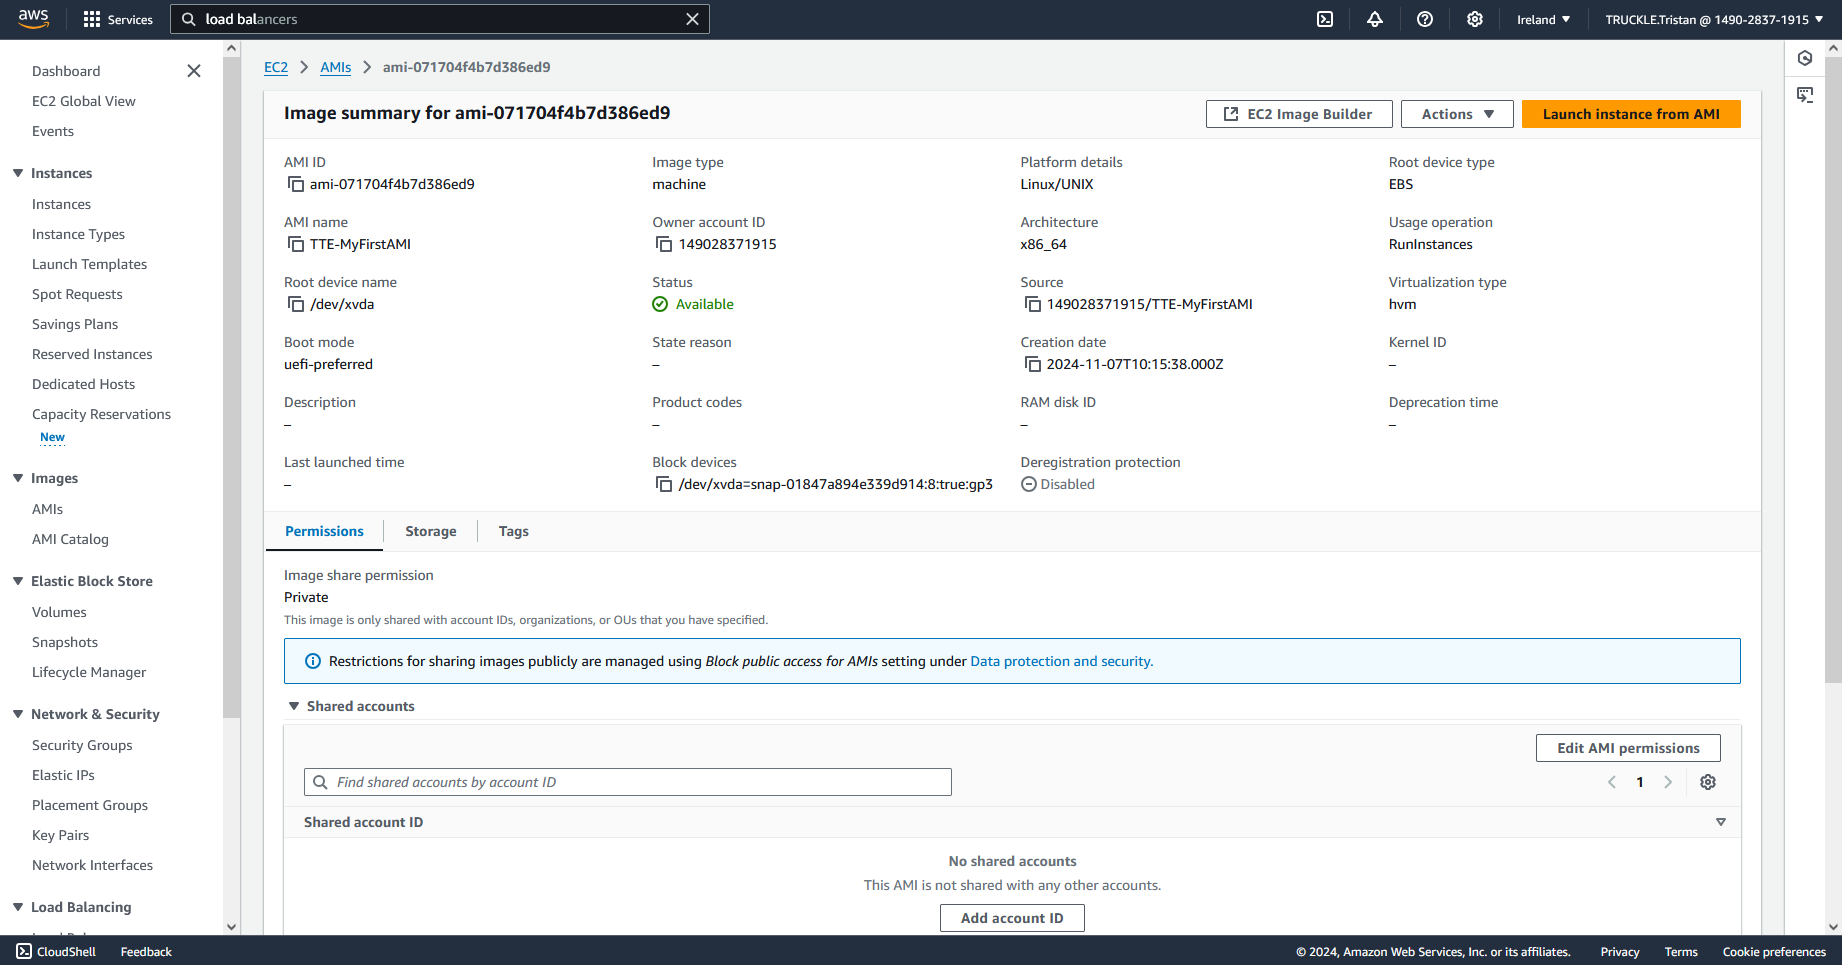 aws
Services
load balancers
Ireland ▼
TRUCKLE.Tristan @ 1490-2837-1915 ▼
Dashboard
EC2 Global View
Events
Instances
Instances
Instance Types
Launch Templates
Spot Requests
Savings Plans
Reserved Instances
Dedicated Hosts
Capacity Reservations
New
Images
AMIs
AMI Catalog
Elastic Block Store
Volumes
Snapshots
Lifecycle Manager
Network & Security
Security Groups
Elastic IPs
Placement Groups
Key Pairs
Network Interfaces
Load Balancing
EC2 > AMIs > ami-071704f4b7d386ed9
Image summary for ami-071704f4b7d386ed9
EC2 Image Builder
Actions ▼
Launch instance from AMI
AMI ID
ami-071704f4b7d386ed9
Image type
machine
Platform details
Linux/UNIX
Root device type
EBS
AMI name
TTE-MyFirstAMI
Owner account ID
149028371915
Architecture
x86_64
Usage operation
RunInstances
Root device name
/dev/xvda
Status
Available
Source
149028371915/TTE-MyFirstAMI
Virtualization type
hvm
Boot mode
uefi-preferred
State reason
–
Creation date
2024-11-07T10:15:38.000Z
Kernel ID
–
Description
–
Product codes
–
RAM disk ID
–
Deprecation time
–
Last launched time
–
Block devices
/dev/xvda=snap-01847a894e339d914:8:true:gp3
Deregistration protection
Disabled
Permissions
Storage
Tags
Image share permission
Private
This image is only shared with account IDs, organizations, or OUs that you have specified.
Restrictions for sharing images publicly are managed using Block public access for AMIs setting under Data protection and security.
Shared accounts
Edit AMI permissions
Find shared accounts by account ID
1
Shared account ID
No shared accounts
This AMI is not shared with any other accounts.
Add account ID
CloudShell
Feedback
© 2024, Amazon Web Services, Inc. or its affiliates.
Privacy
Terms
Cookie preferences